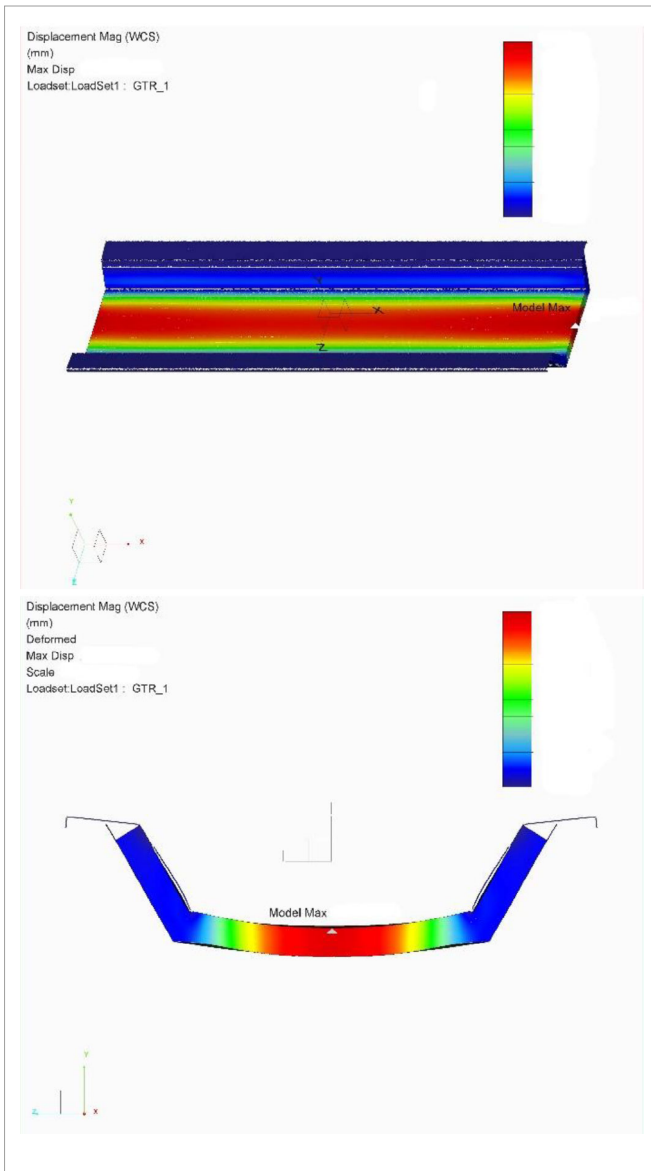 Displacement Mag (WCS)
(mm)
Max Disp
Loadset:LoadSet1 : GTR_1
Y
X
Z
Model Max
Y
X
Z
Displacement Mag (WCS)
(mm)
Deformed
Max Disp
Scale
Loadset:LoadSet1 : GTR_1
Model Max
Y
Z
X